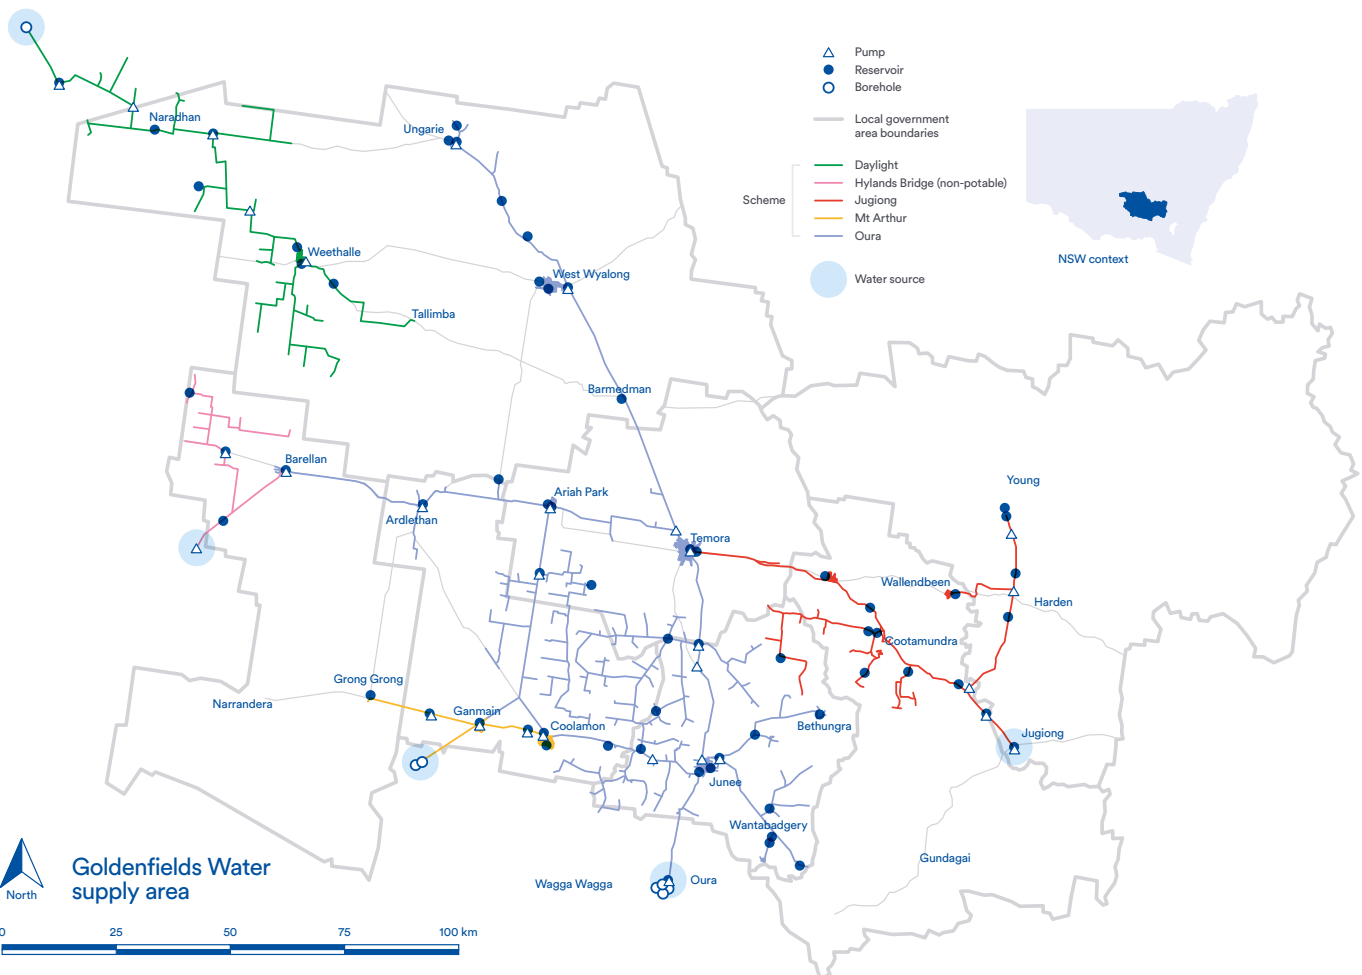 Pump
Reservoir
Borehole
Local government
area boundaries
Scheme
Daylight
Hylands Bridge (non-potable)
Jugiong
Mt Arthur
Oura
Water source
NSW context
Naradhan
Ungarie
Weethalle
West Wyalong
Tallimba
Barmedman
Barellan
Ariah Park
Ardlethan
Temora
Young
Wallendbeen
Harden
Cootamundra
Grong Grong
Narrandera
Ganmain
Coolamon
Bethungra
Jugiong
Junee
Wantabadgery
Gundagai
Wagga Wagga
Oura
Goldenfields Water
supply area
North
0 25 50 75 100 km